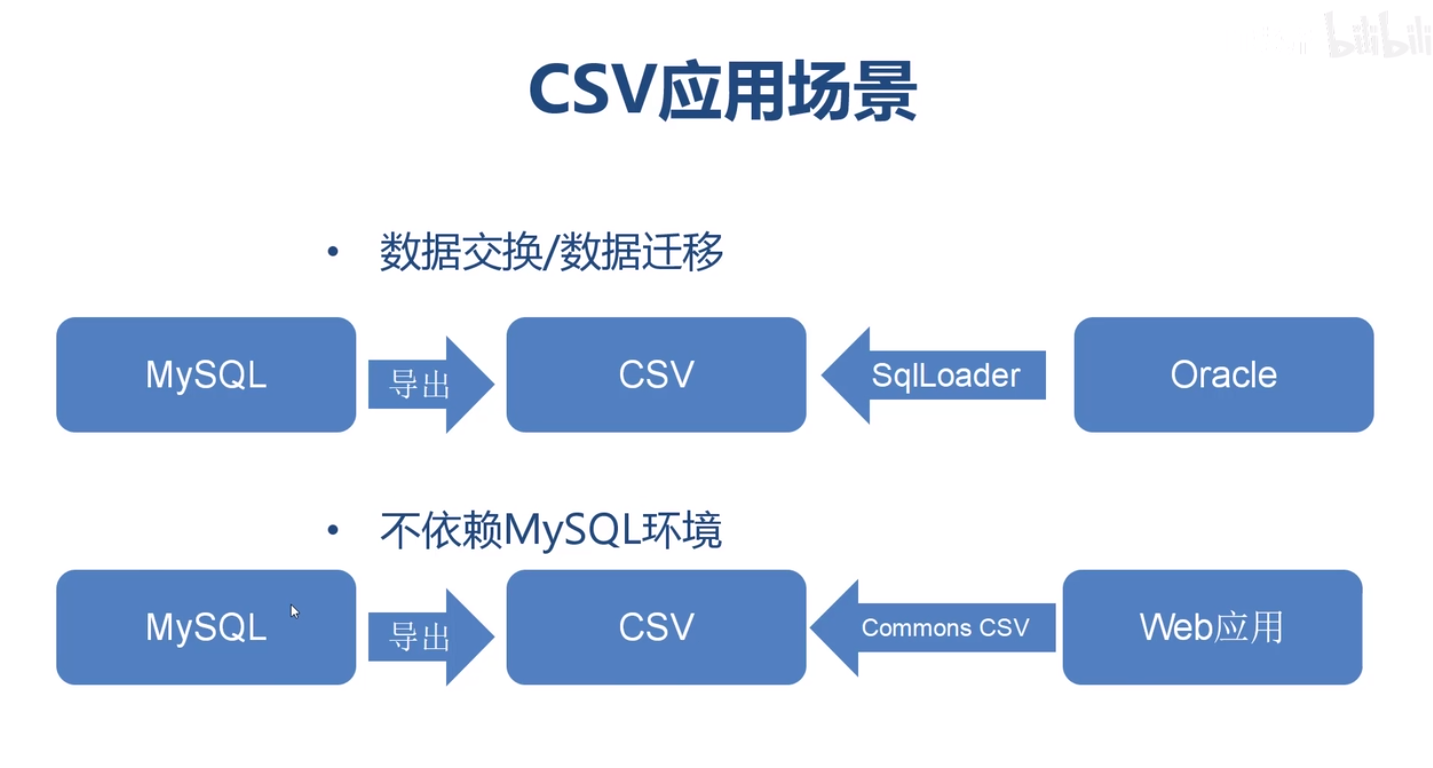 bilibili
CSV应用场景
• 数据交换/数据迁移
MySQL
导出
CSV
SqlLoader
Oracle
• 不依赖MySQL环境
MySQL
导出
CSV
Commons CSV
Web应用